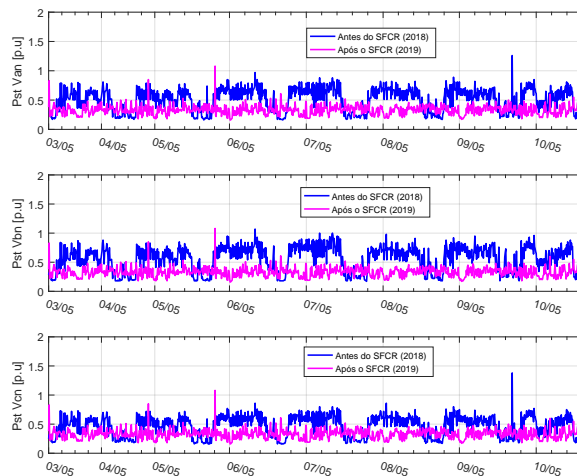 2
1.5
1
0.5
0
Pst Van [p.u]
Antes do SFCR (2018)
Após o SFCR (2019)
03/05 04/05 05/05 06/05 07/05 08/05 09/05 10/05
2
1.5
1
0.5
0
Pst Vbn [p.u]
Antes do SFCR (2018)
Após o SFCR (2019)
03/05 04/05 05/05 06/05 07/05 08/05 09/05 10/05
2
1.5
1
0.5
0
Pst Vcn [p.u]
Antes do SFCR (2018)
Após o SFCR (2019)
03/05 04/05 05/05 06/05 07/05 08/05 09/05 10/05